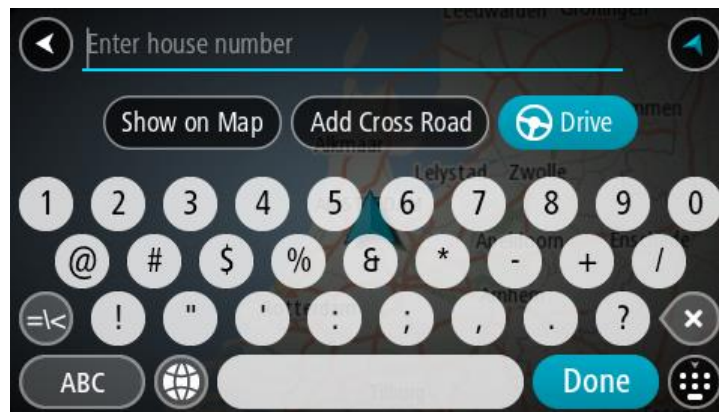 Leeuwarden Groningen
Enter house number
Show on Map Add Cross Road Drive
Alkmaar
Lelystad Zwolle
1 2 3 4 5 6 7 8 9 0
@ # $ % & * - + /
Enschede
Arnhem
=\< ! " ' : ; , . ?
ABC Done
Tilburg